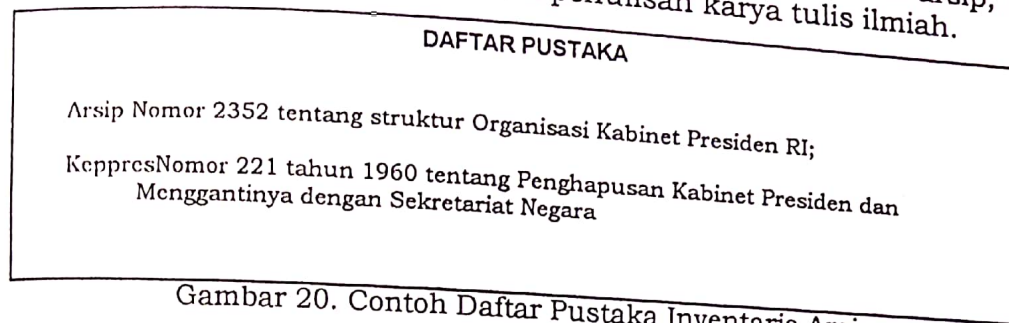 karya tulis ilmiah.
DAFTAR PUSTAKA
Arsip Nomor 2352 tentang struktur Organisasi Kabinet Presiden RI;
KeppresNomor 221 tahun 1960 tentang Penghapusan Kabinet Presiden dan
Menggantinya dengan Sekretariat Negara
Gambar 20. Contoh Daftar Pustaka Inventaris